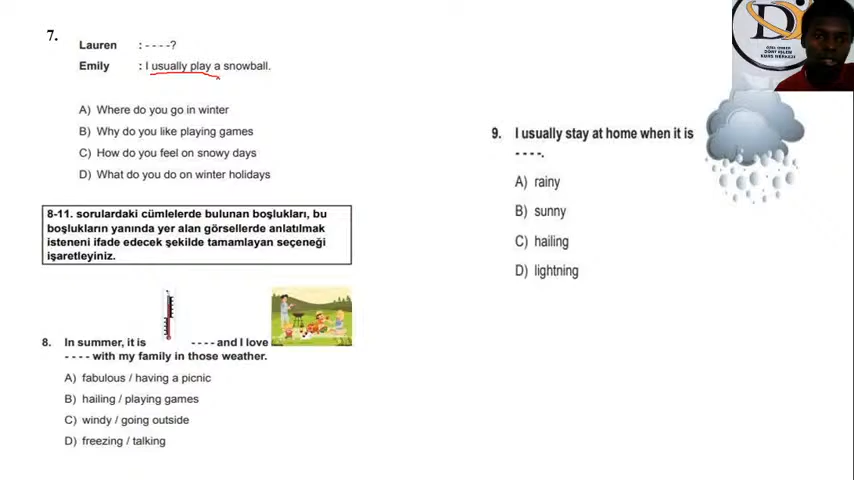 7.
Lauren : - - - -?
Emily : I usually play a snowball.
A) Where do you go in winter
B) Why do you like playing games
C) How do you feel on snowy days
D) What do you do on winter holidays
8-11. sorulardaki cümlelerde bulunan boşlukları, bu
boşlukların yanında yer alan görsellerde anlatılmak
isteneni ifade edecek şekilde tamamlayan seçeneği
işaretleyiniz.
8. In summer, it is - - - - and I love
- - - - with my family in those weather.
A) fabulous / having a picnic
B) hailing / playing games
C) windy / going outside
D) freezing / talking
9. I usually stay at home when it is
- - - -.
A) rainy
B) sunny
C) hailing
D) lightning
DÖRT İŞLEM
KURS MERKEZİ